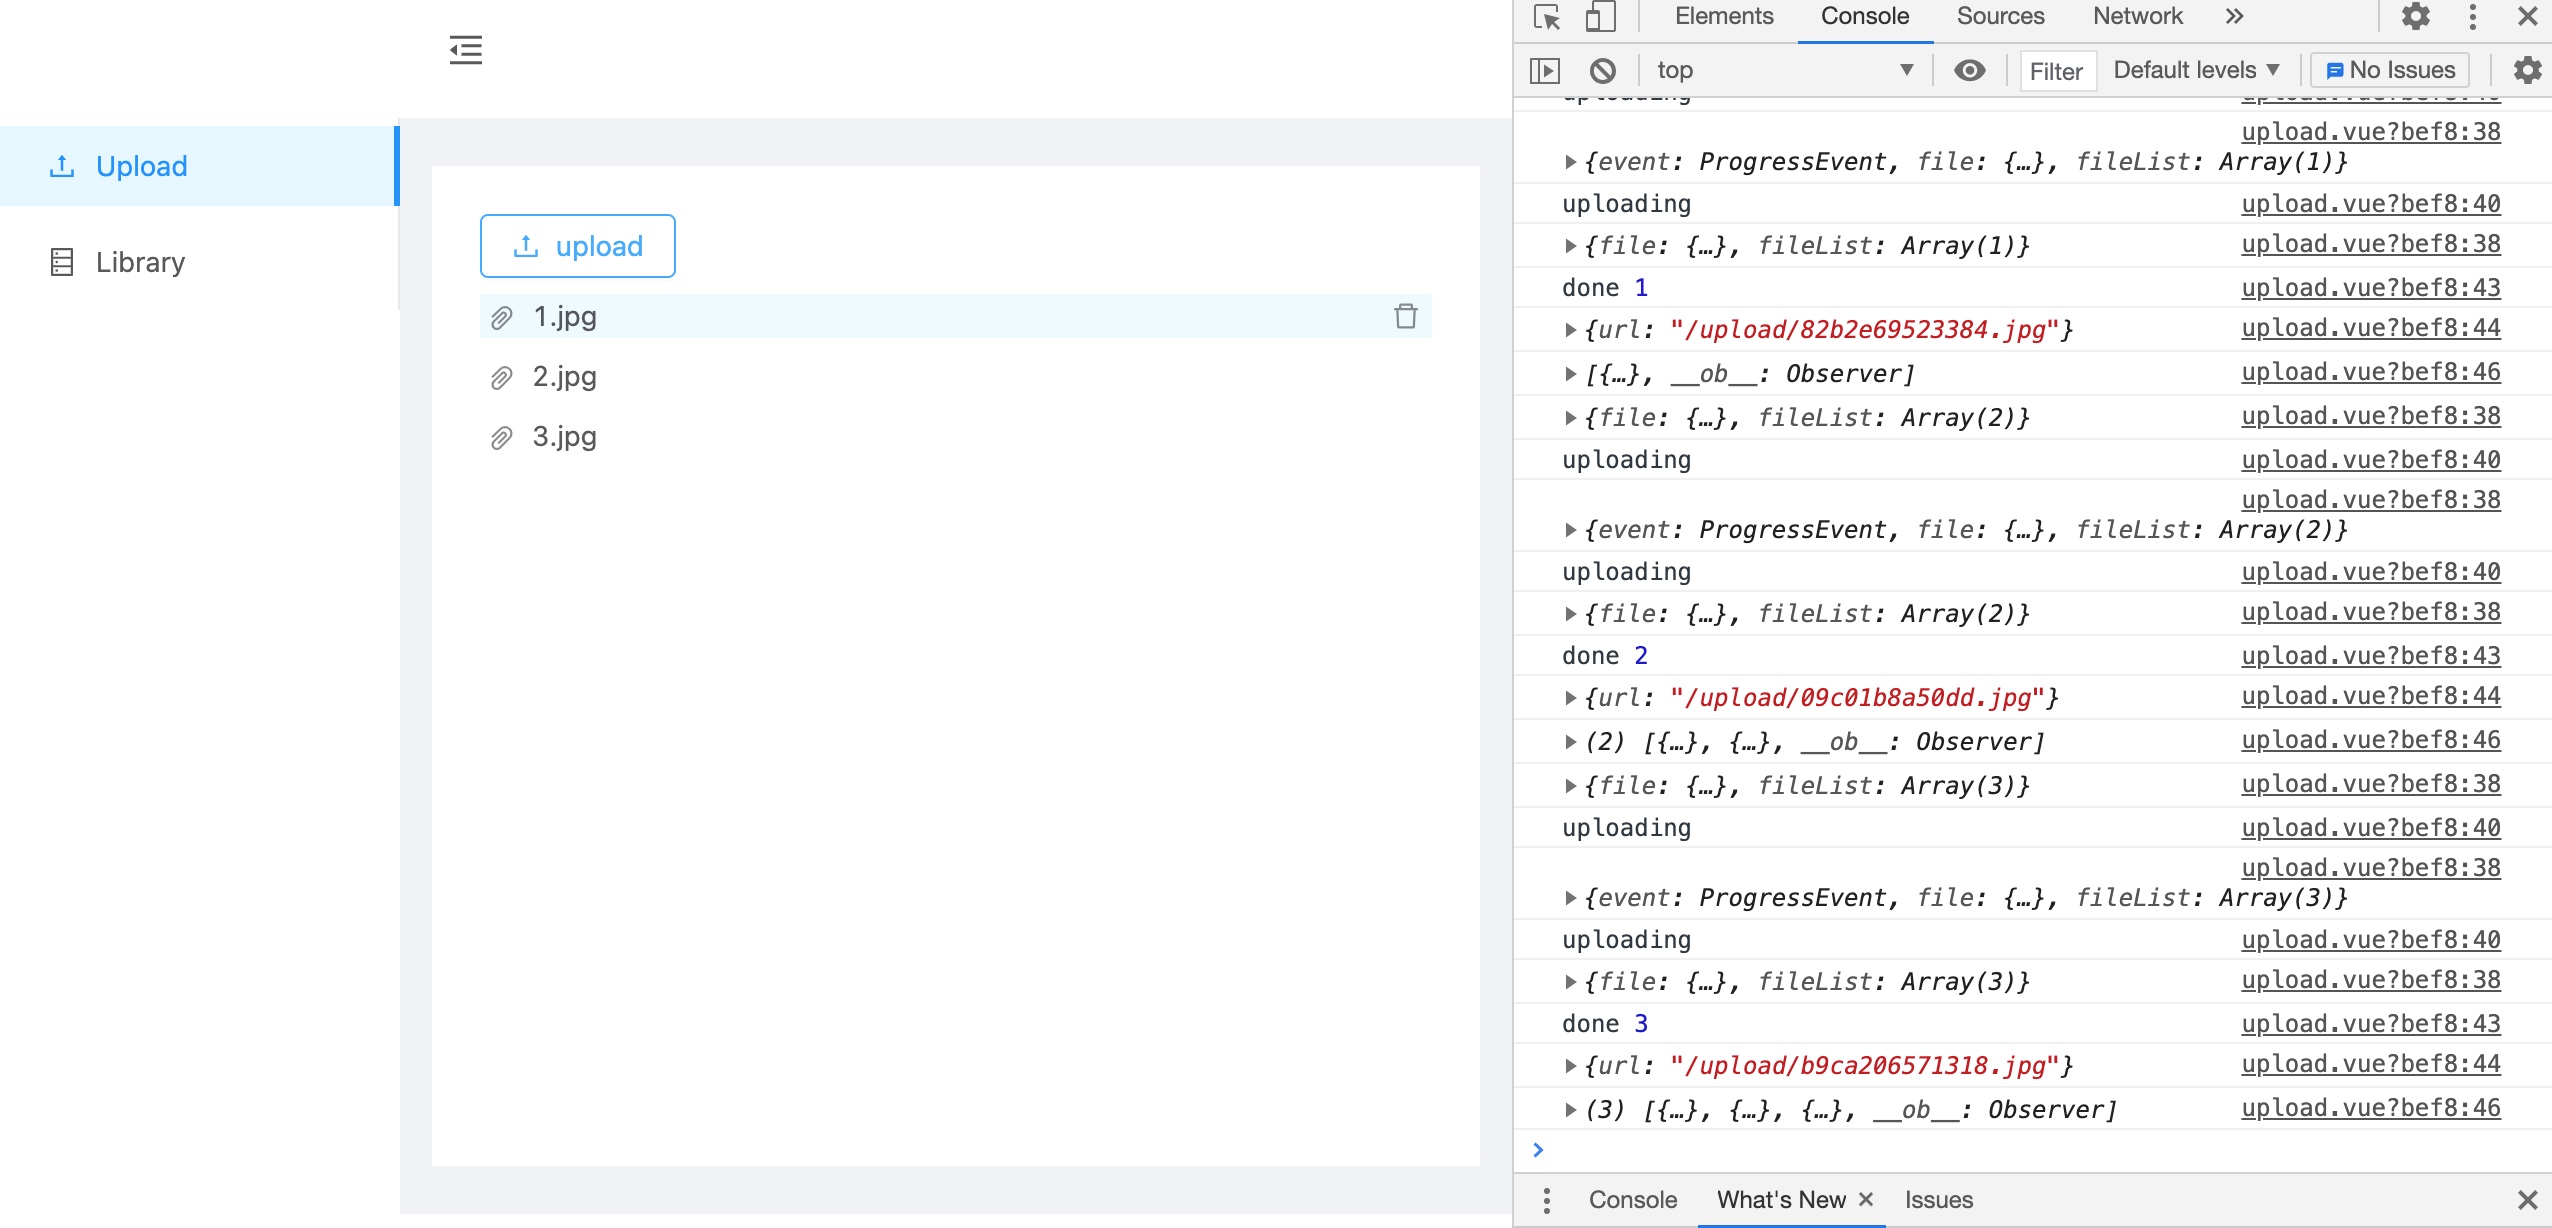 Upload
Library
upload
1.jpg
2.jpg
3.jpg
Elements Console Sources Network
top Filter Default levels No Issues
uploading upload.vue?bef8:40
upload.vue?bef8:38
{event: ProgressEvent, file: {…}, fileList: Array(1)}
uploading upload.vue?bef8:40
{file: {…}, fileList: Array(1)} upload.vue?bef8:38
done 1 upload.vue?bef8:43
{url: "/upload/82b2e69523384.jpg"} upload.vue?bef8:44
[{…}, __ob__: Observer] upload.vue?bef8:46
{file: {…}, fileList: Array(2)} upload.vue?bef8:38
uploading upload.vue?bef8:40
upload.vue?bef8:38
{event: ProgressEvent, file: {…}, fileList: Array(2)}
uploading upload.vue?bef8:40
{file: {…}, fileList: Array(2)} upload.vue?bef8:38
done 2 upload.vue?bef8:43
{url: "/upload/09c01b8a50dd.jpg"} upload.vue?bef8:44
(2) [{…}, {…}, __ob__: Observer] upload.vue?bef8:46
{file: {…}, fileList: Array(3)} upload.vue?bef8:38
uploading upload.vue?bef8:40
upload.vue?bef8:38
{event: ProgressEvent, file: {…}, fileList: Array(3)}
uploading upload.vue?bef8:40
{file: {…}, fileList: Array(3)} upload.vue?bef8:38
done 3 upload.vue?bef8:43
{url: "/upload/b9ca206571318.jpg"} upload.vue?bef8:44
(3) [{…}, {…}, {…}, __ob__: Observer] upload.vue?bef8:46
Console What's New Issues